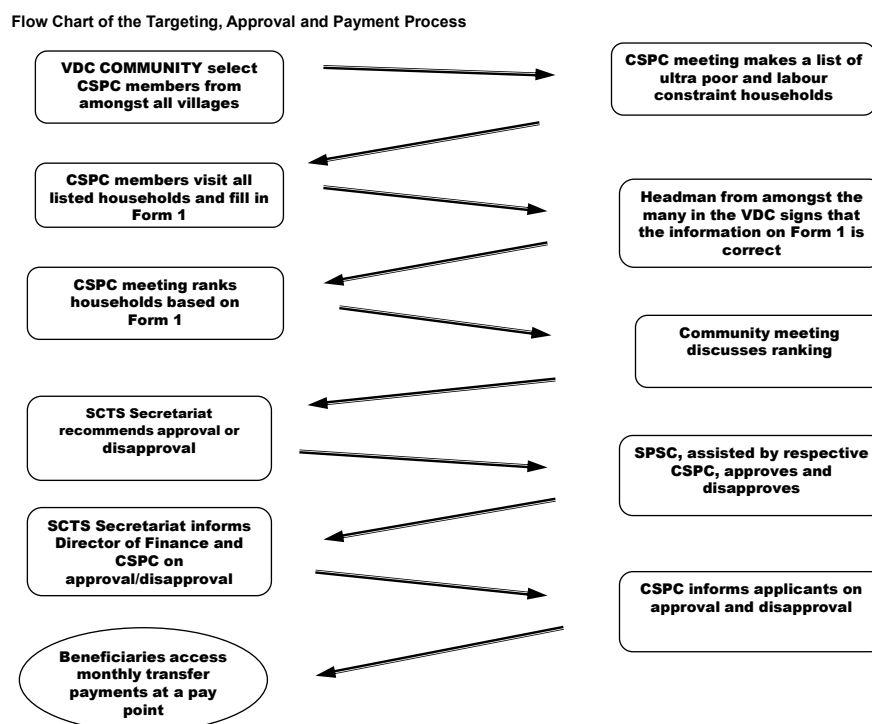 Flow Chart of the Targeting, Approval and Payment Process
VDC COMMUNITY select
CSPC members from
amongst all villages
CSPC meeting makes a list of
ultra poor and labour
constraint households
CSPC members visit all
listed households and fill in
Form 1
Headman from amongst the
many in the VDC signs that
the information on Form 1 is
correct
CSPC meeting ranks
households based on
Form 1
Community meeting
discusses ranking
SCTS Secretariat
recommends approval or
disapproval
SPSC, assisted by respective
CSPC, approves and
disapproves
SCTS Secretariat informs
Director of Finance and
CSPC on
approval/disapproval
CSPC informs applicants on
approval and disapproval
Beneficiaries access
monthly transfer
payments at a pay
point